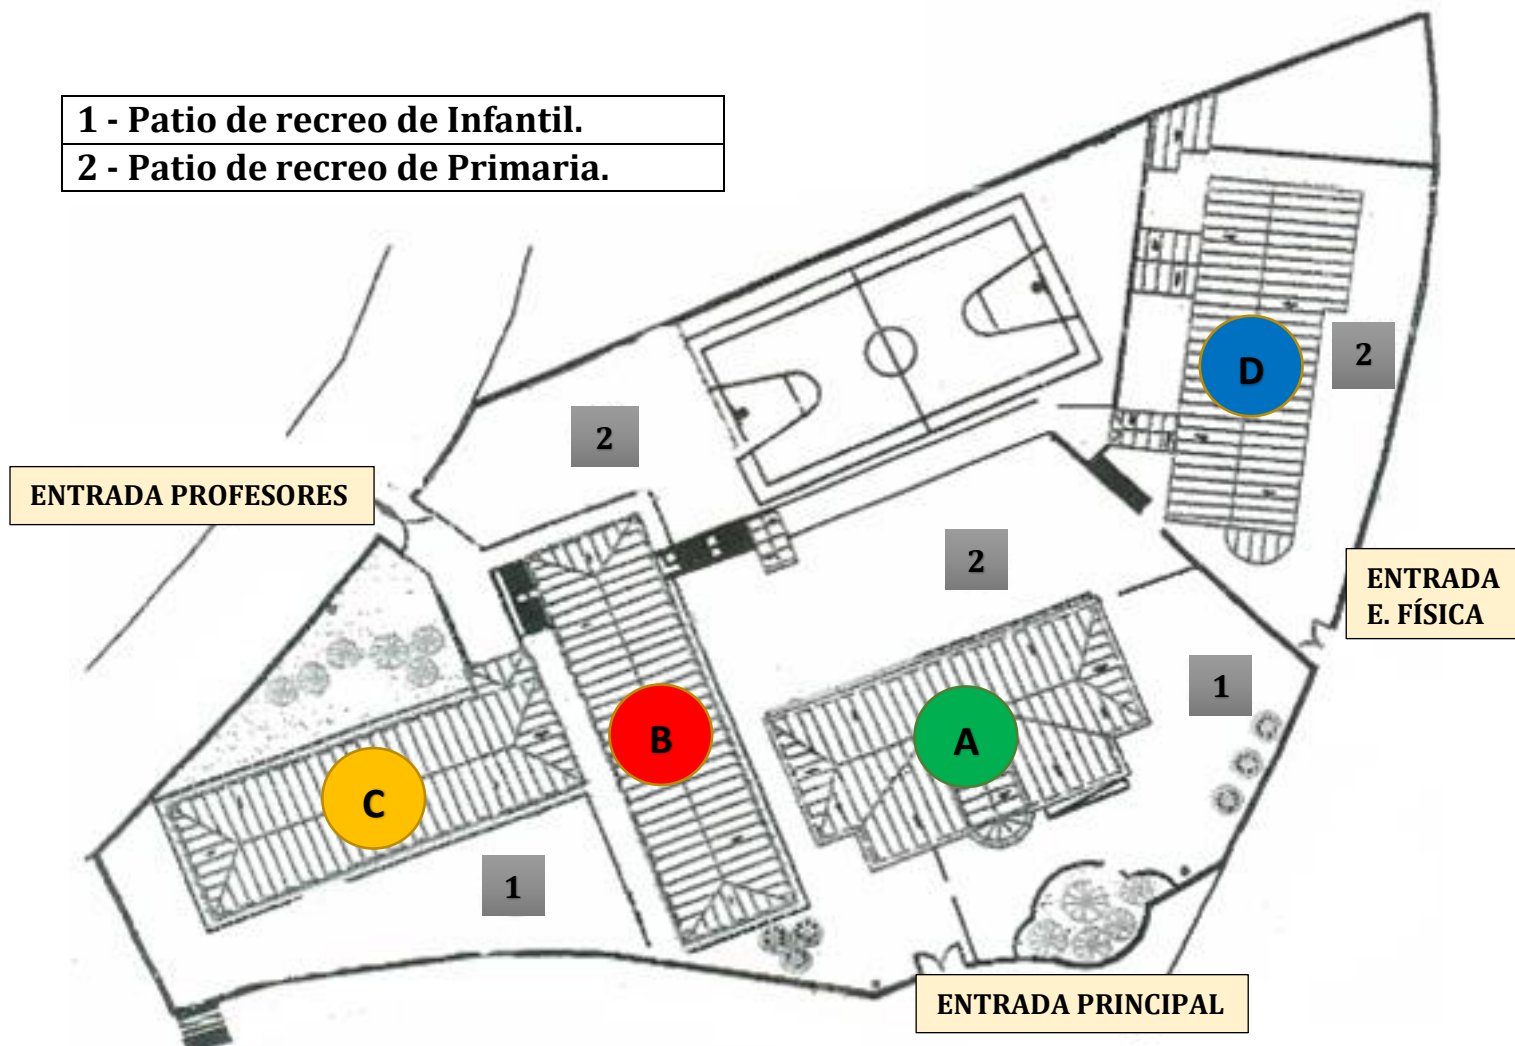 1 - Patio de recreo de Infantil.
2 - Patio de recreo de Primaria.
D
2
2
ENTRADA PROFESORES
2
ENTRADA
E. FÍSICA
1
B
A
C
1
ENTRADA PRINCIPAL